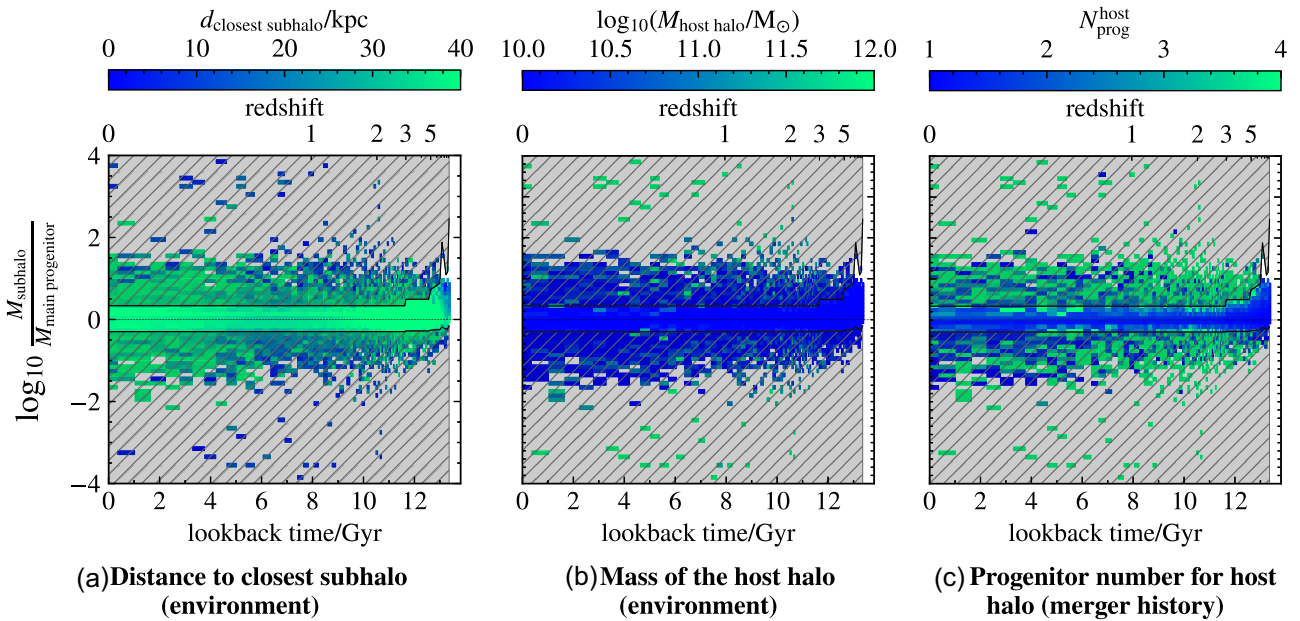 d_closest subhalo/kpc
0 10 20 30 40
redshift
0 1 2 3 5
log10(M_host halo/M⊙)
10.0 10.5 11.0 11.5 12.0
redshift
0 1 2 3 5
N_prog^host
1 2 3 4
redshift
0 1 2 3 5
log10 M_subhalo / M_main progenitor
4
2
0
−2
−4
0 2 4 6 8 10 12
lookback time/Gyr
0 2 4 6 8 10 12
lookback time/Gyr
0 2 4 6 8 10 12
lookback time/Gyr
(a) Distance to closest subhalo
(environment)
(b) Mass of the host halo
(environment)
(c) Progenitor number for host
halo (merger history)